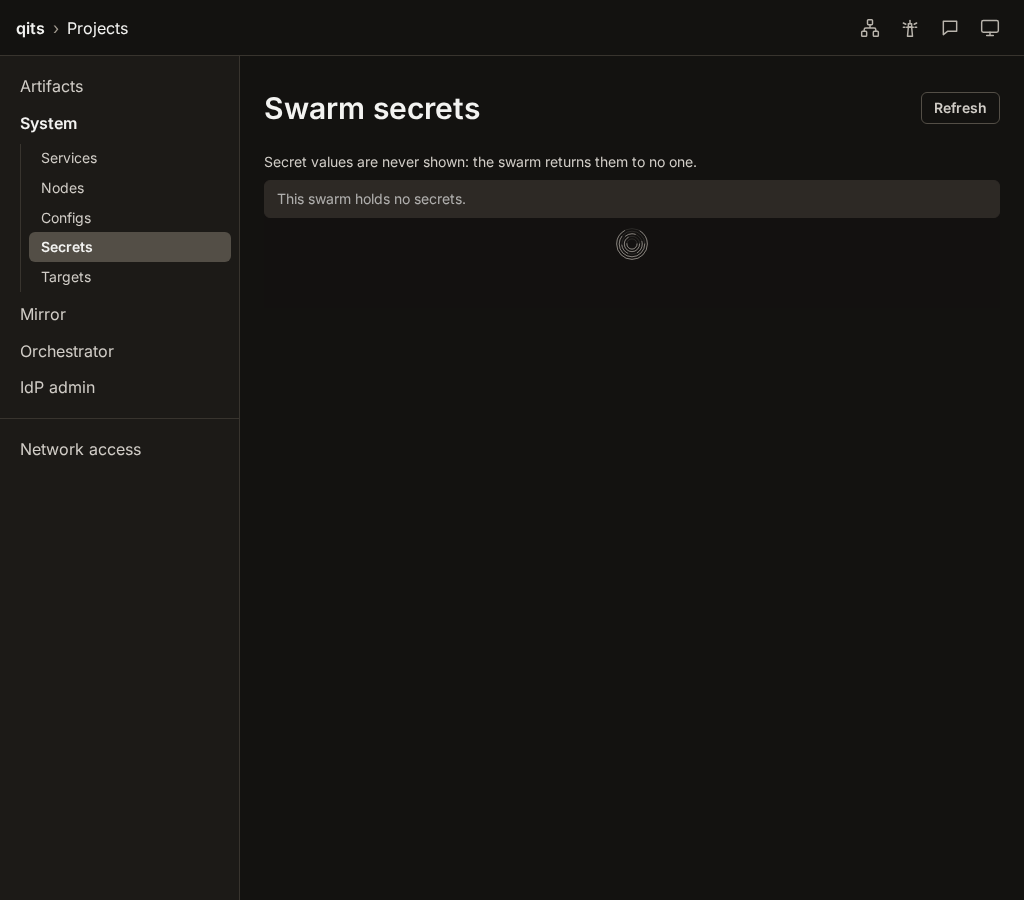 qits › Projects
Artifacts
System
Services
Nodes
Configs
Secrets
Targets
Mirror
Orchestrator
IdP admin
Network access
Swarm secrets
Refresh
Secret values are never shown: the swarm returns them to no one.
This swarm holds no secrets.